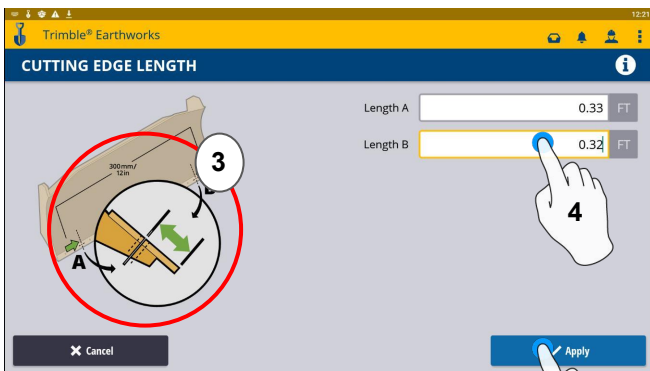 12:21
Trimble® Earthworks
CUTTING EDGE LENGTH
i
Length A 0.33 FT
Length B 0.32 FT
300mm/
12in
3
A
4
Cancel
Apply